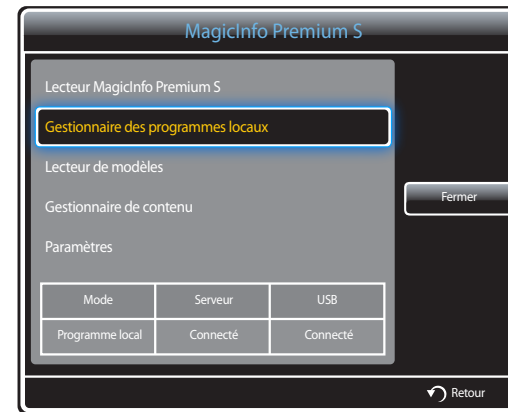 MagicInfo Premium S
Lecteur MagicInfo Premium S
Gestionnaire des programmes locaux
Lecteur de modèles
Gestionnaire de contenu
Paramètres
Fermer
Mode Serveur USB
Programme local Connecté Connecté
Retour